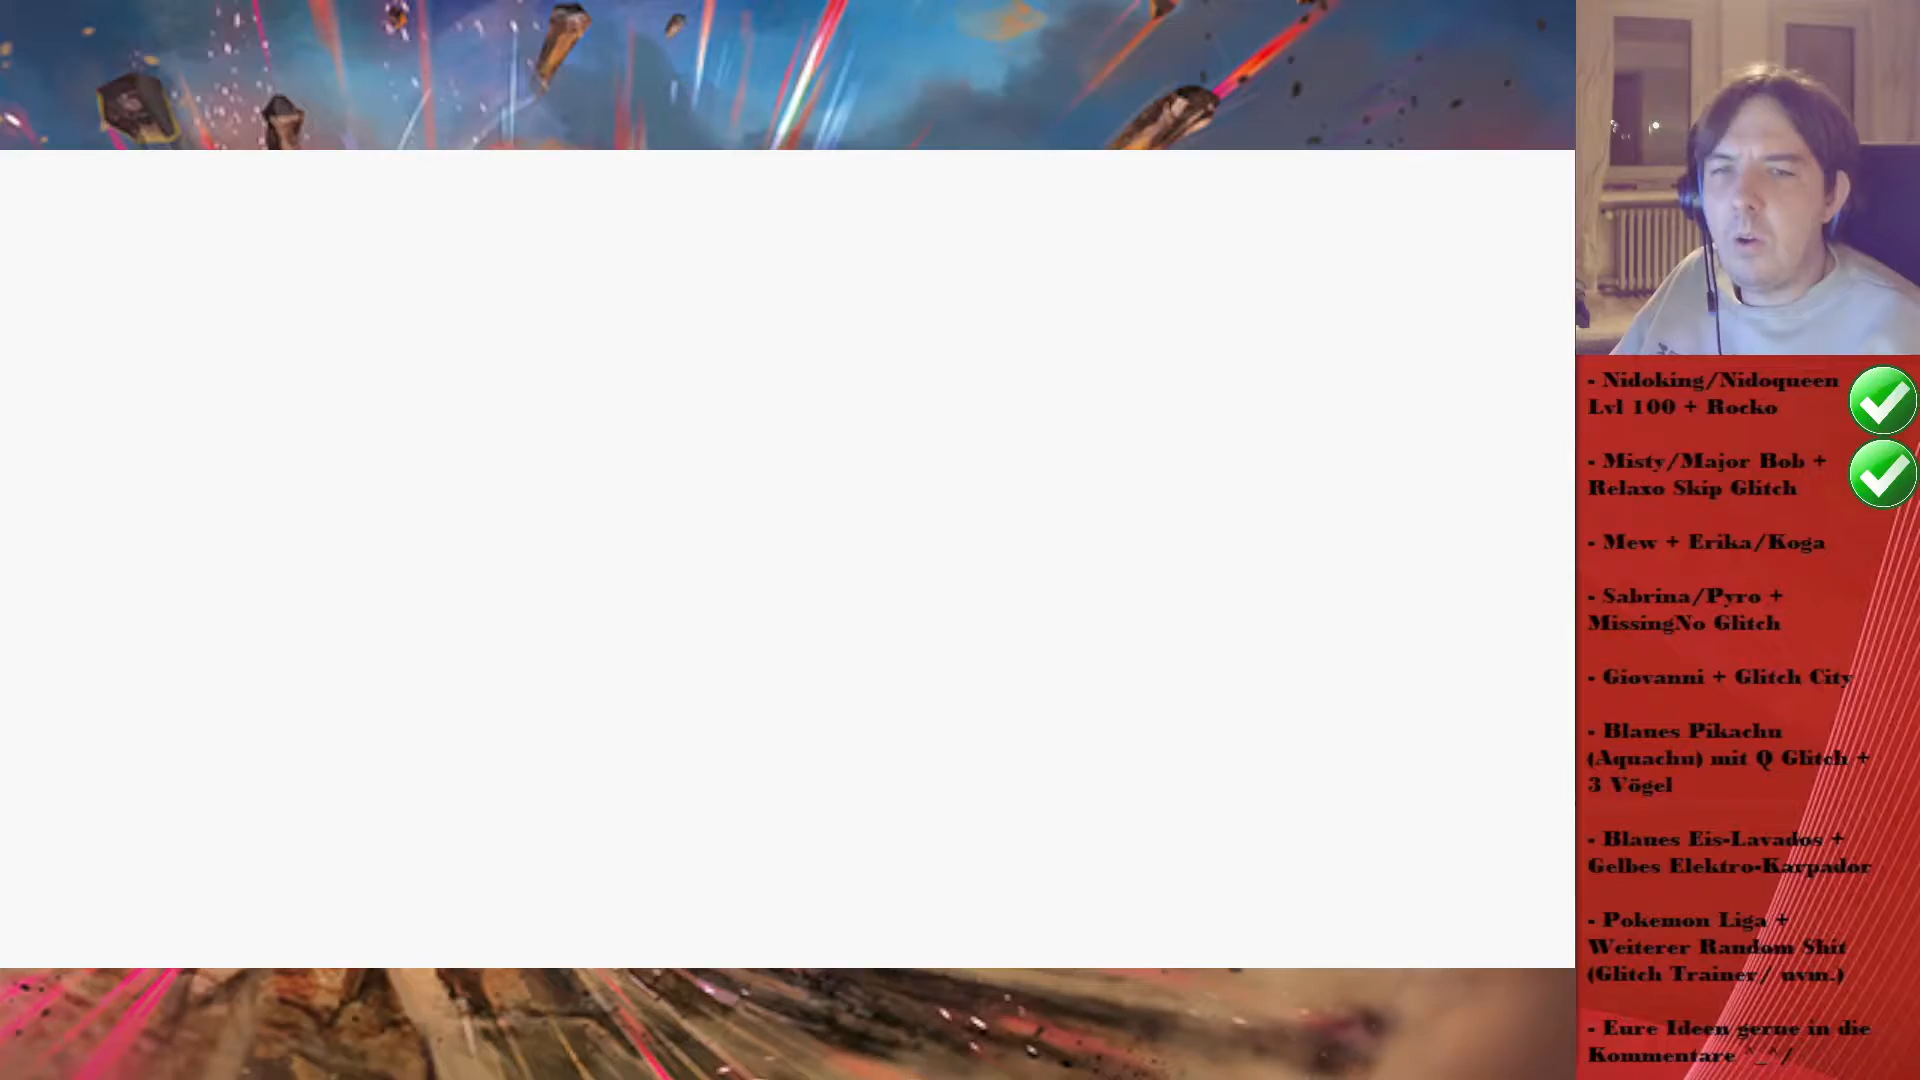 - Nidoking/Nidoqueen
Lvl 100 + Rocko
- Misty/Major Bob +
Relaxo Skip Glitch
- Mew + Erika/Koga
- Sabrina/Pyro +
MissingNo Glitch
- Giovanni + Glitch City
- Blaues Pikachu
(Aquachu) mit Q Glitch +
3 Vögel
- Blaues Eis-Lavados +
Gelbes Elektro-Karpador
- Pokemon Liga +
Weiterer Random Shit
(Glitch Trainer/ uvm.)
- Eure Ideen gerne in die
Kommentare ^_^/